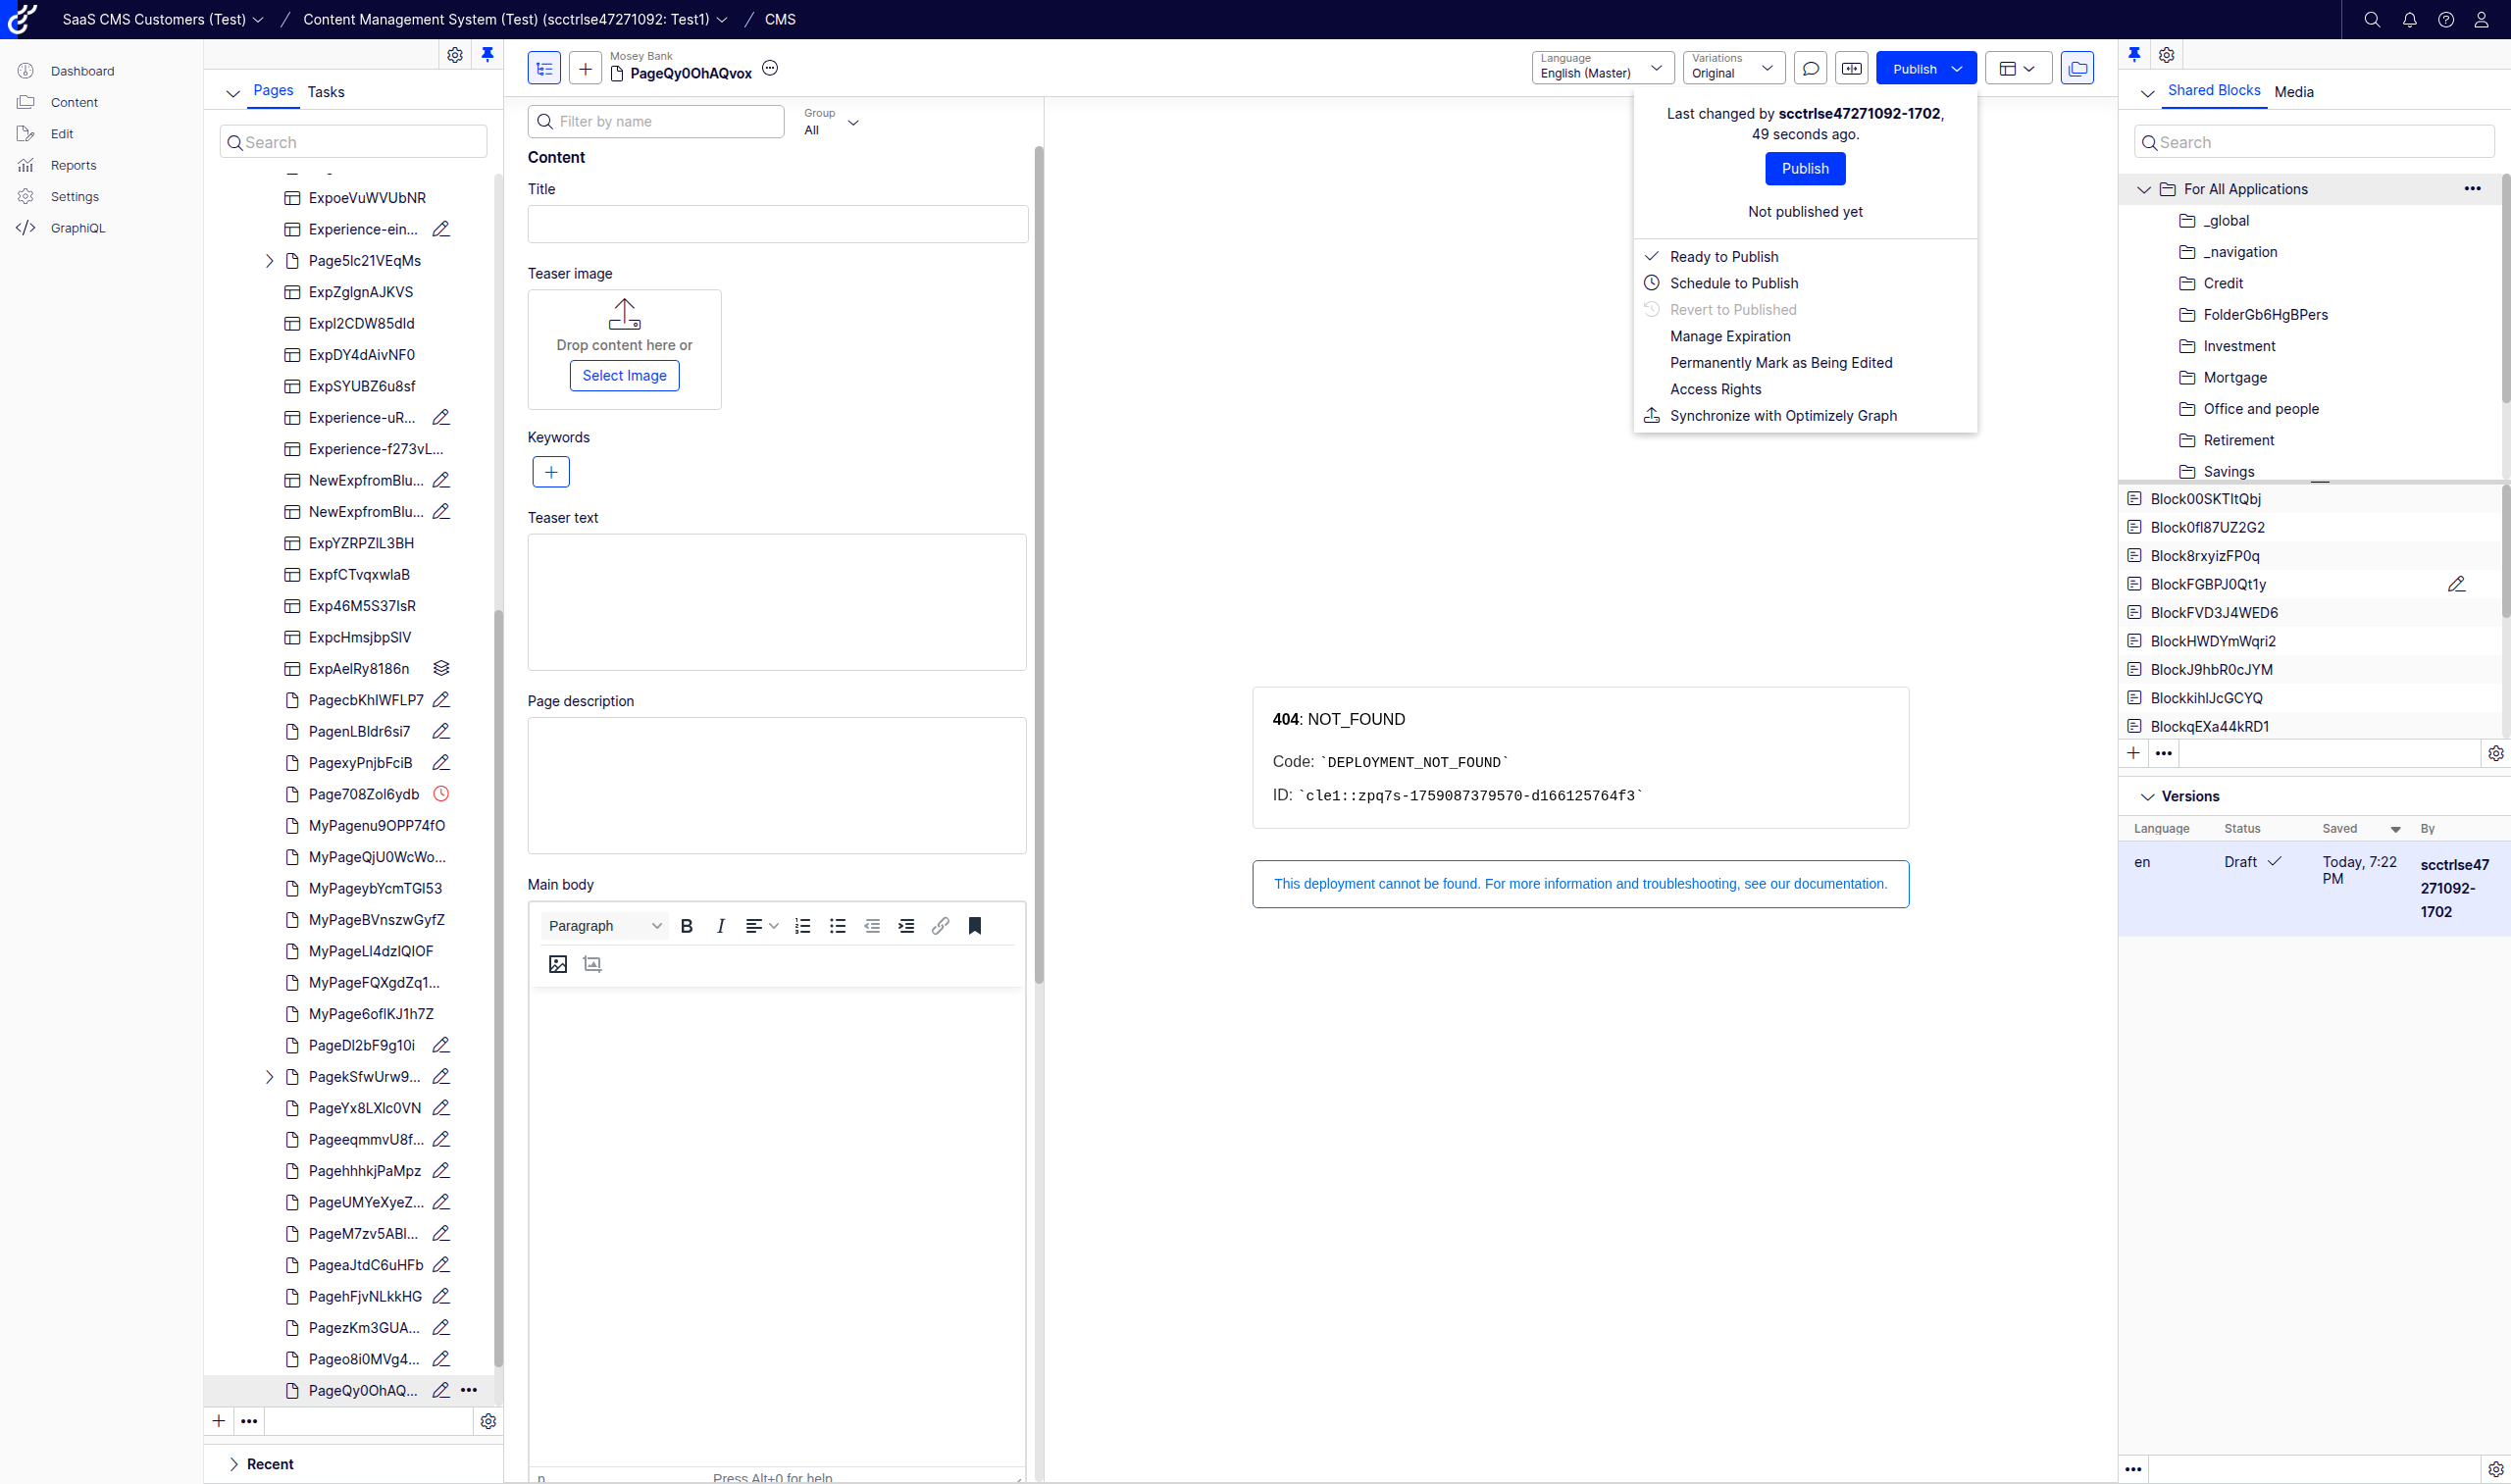 SaaS CMS Customers (Test) / Content Management System (Test) (scctrlse47271092: Test1) / CMS
Dashboard
Content
Edit
Reports
Settings
GraphiQL
Pages Tasks
Search
ExpoeVuWVUbNR
Experience-ein...
Page5lc21VEqMs
ExpZglgnAJKVS
Expl2CDW85dld
ExpDY4dAivNF0
ExpSYUBZ6u8sf
Experience-uR...
Experience-f273vL...
NewExpfromBlu...
NewExpfromBlu...
ExpYZRPZlL3BH
ExpfCTvqxwlaB
Exp46M5S37lsR
ExpcHmsjbpSlV
ExpAelRy8186n
PagecbKhlWFLP7
PagenLBldr6si7
PagexyPnjbFciB
Page708Zol6ydb
MyPagenu9OPP74fO
MyPageQjU0WcWo...
MyPageybYcmTGl53
MyPageBVnszwGyfZ
MyPageLl4dzlQlOF
MyPageFQXgdZq1...
MyPage6oflKJ1h7Z
PageDl2bF9g10i
PagekSfwUrw9...
PageYx8LXlc0VN
PageeqmmvU8f...
PagehhhkjPaMpz
PageUMYeXyeZ...
PageM7zv5ABl...
PageaJtdC6uHFb
PagehFjvNLkkHG
PagezKm3GUA...
Pageo8i0MVg4...
PageQy0OhAQ...
Recent
Mosey Bank
PageQy0OhAQvox
Language
English (Master)
Variations
Original
Publish
Filter by name
Group
All
Content
Title
Teaser image
Drop content here or
Select Image
Keywords
Teaser text
Page description
Main body
Paragraph
p
Press Alt+0 for help
Last changed by scctrlse47271092-1702,
49 seconds ago.
Publish
Not published yet
Ready to Publish
Schedule to Publish
Revert to Published
Manage Expiration
Permanently Mark as Being Edited
Access Rights
Synchronize with Optimizely Graph
404: NOT_FOUND
Code: `DEPLOYMENT_NOT_FOUND`
ID: `cle1::zpq7s-1759087379570-d166125764f3`
This deployment cannot be found. For more information and troubleshooting, see our documentation.
Shared Blocks Media
Search
For All Applications
_global
_navigation
Credit
FolderGb6HgBPers
Investment
Mortgage
Office and people
Retirement
Savings
Block00SKTltQbj
Block0fl87UZ2G2
Block8rxyizFP0q
BlockFGBPJ0Qt1y
BlockFVD3J4WED6
BlockHWDYmWqri2
BlockJ9hbR0cJYM
BlockkihlJcGCYQ
BlockqEXa44kRD1
Versions
Language Status Saved By
en Draft Today, 7:22 PM scctrlse47271092-1702